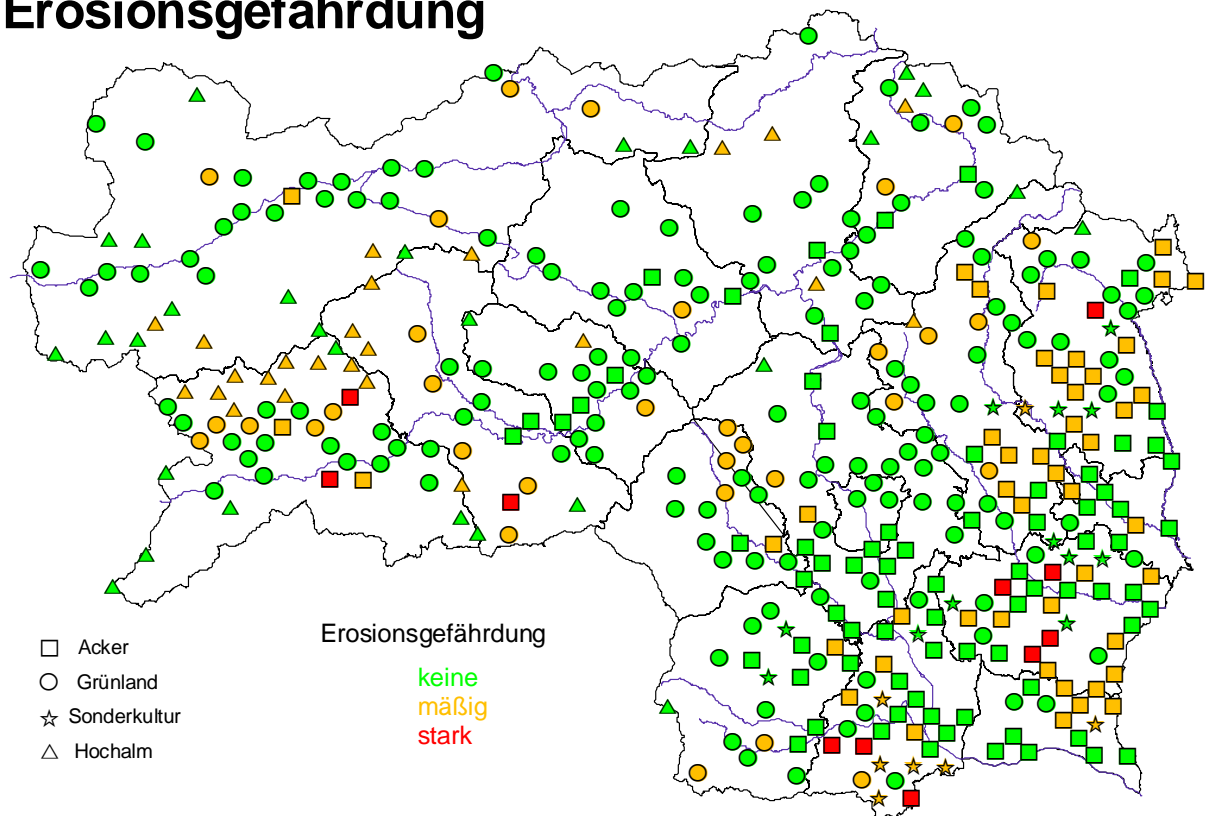 Erosionsgefährdung
Erosionsgefährdung
keine
mäßig
stark
Acker
Grünland
Sonderkultur
Hochalm